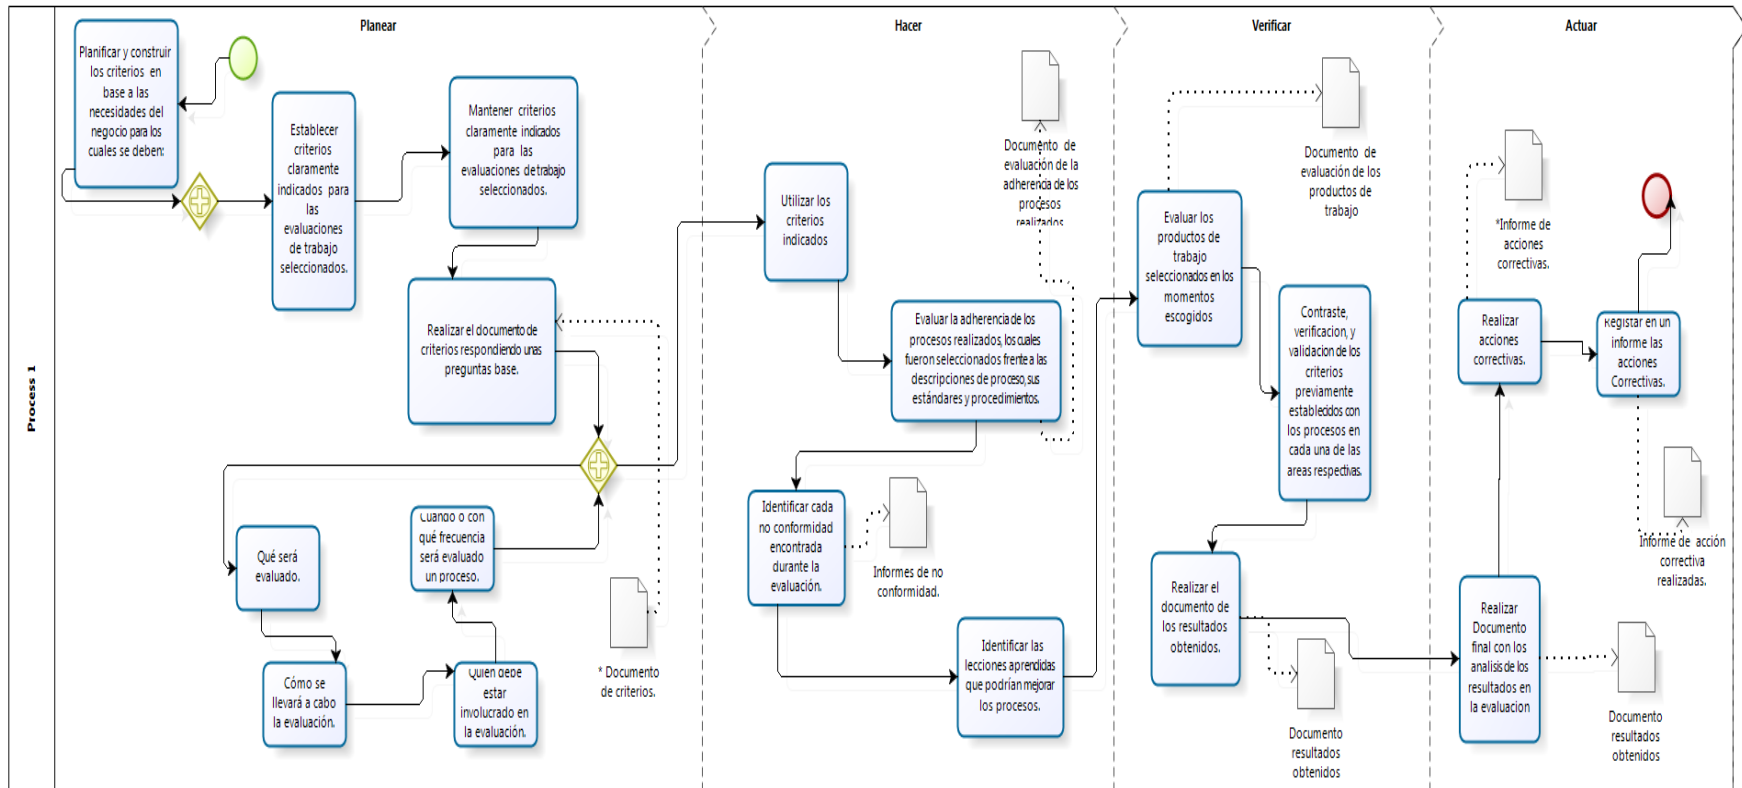 Process 1
Planear
Planificar y construir
los criterios en
base a las
necesidades del
negocio para los
cuales se deben:
Establecer
criterios
claramente
indicados para
las
evaluaciones
de trabajo
seleccionados.
Mantener criterios
claramente indicados
para las
evaluaciones de trabajo
seleccionados.
Realizar el documento de
criterios respondiendo unas
preguntas base.
Qué será
evaluado.
Cómo se
llevará a cabo
la evaluación.
Quien debe
estar
involucrado en
la evaluación.
Cuando o con
qué frecuencia
será evaluado
un proceso.
* Documento
de criterios.
Hacer
Utilizar los
criterios
indicados
Documento de
evaluación de la
adherencia de los
procesos
realizados
Evaluar la adherencia de los
procesos realizados, los cuales
fueron seleccionados frente a las
descripciones de proceso, sus
estándares y procedimientos.
Identificar cada
no conformidad
encontrada
durante la
evaluación.
Informes de no
conformidad.
Identificar las
lecciones aprendidas
que podrían mejorar
los procesos.
Verificar
Documento de
evaluación de los
productos de
trabajo
Evaluar los
productos de
trabajo
seleccionados en los
momentos
escogidos
Contraste,
verificacion, y
validacion de los
criterios
previamente
establecidos con
los procesos en
cada una de las
areas respectivas.
Realizar el
documento de
los resultados
obtenidos.
Documento
resultados
obtenidos
Actuar
*Informe de
acciones
correctivas.
Realizar
acciones
correctivas.
Registar en un
informe las
acciones
Correctivas.
Informe de acción
correctiva
realizadas.
Realizar
Documento
final con los
analisis de los
resultados en
la evaluacion
Documento
resultados
obtenidos